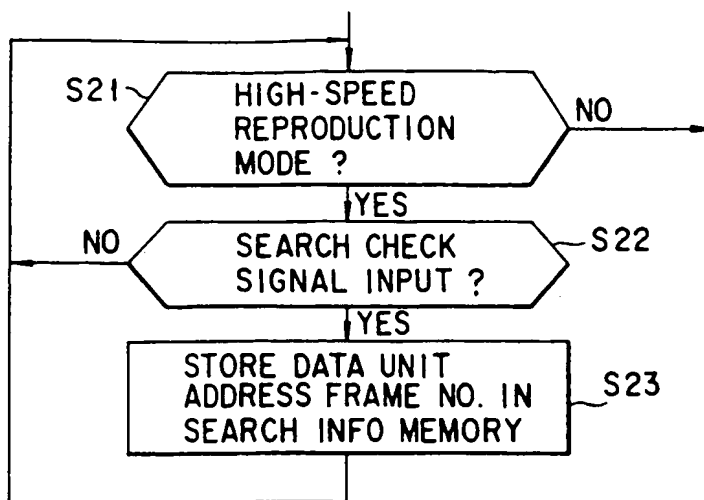 S21
HIGH-SPEED
REPRODUCTION
MODE ?
NO
YES
NO
SEARCH CHECK
SIGNAL INPUT ?
S22
YES
STORE DATA UNIT
ADDRESS FRAME NO. IN
SEARCH INFO MEMORY
S23